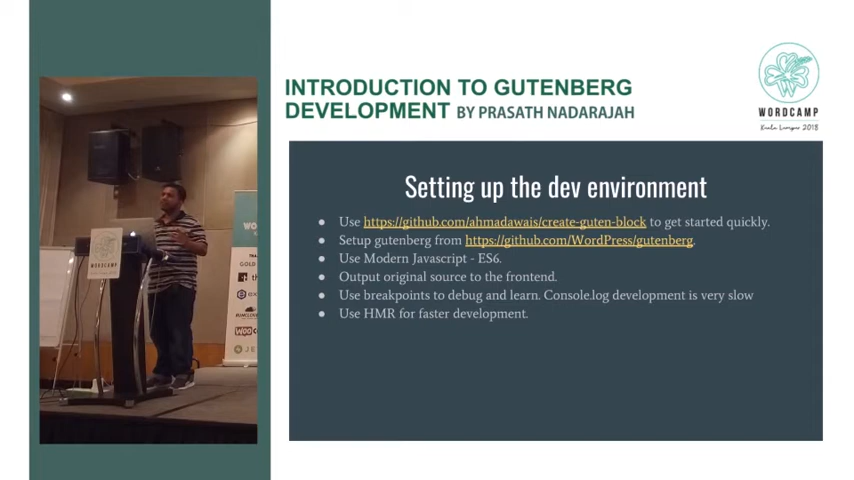 INTRODUCTION TO GUTENBERG
DEVELOPMENT BY PRASATH NADARAJAH
WORDCAMP
Kuala Lumpur 2018
Setting up the dev environment
● Use https://github.com/ahmadawais/create-guten-block to get started quickly.
● Setup gutenberg from https://github.com/WordPress/gutenberg.
● Use Modern Javascript - ES6.
● Output original source to the frontend.
● Use breakpoints to debug and learn. Console.log development is very slow
● Use HMR for faster development.